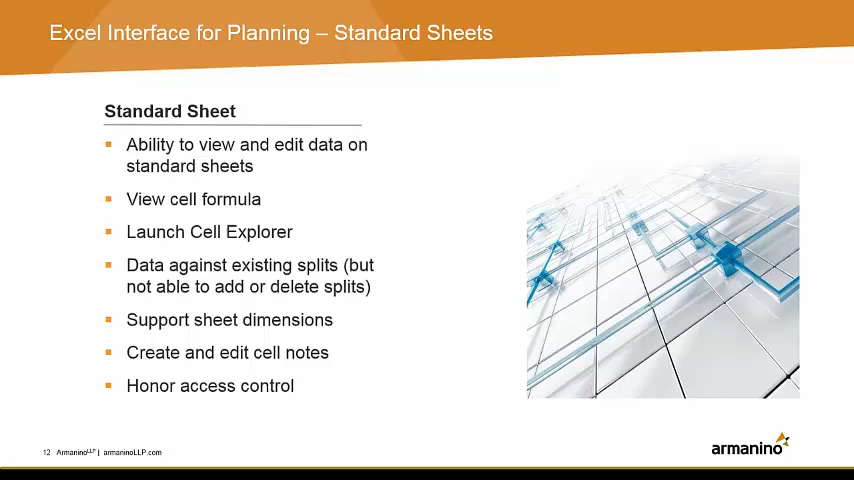 Excel Interface for Planning – Standard Sheets
Standard Sheet
Ability to view and edit data on
standard sheets
View cell formula
Launch Cell Explorer
Data against existing splits (but
not able to add or delete splits)
Support sheet dimensions
Create and edit cell notes
Honor access control
12 ArmaninoLLP | armaninoLLP.com
armanino